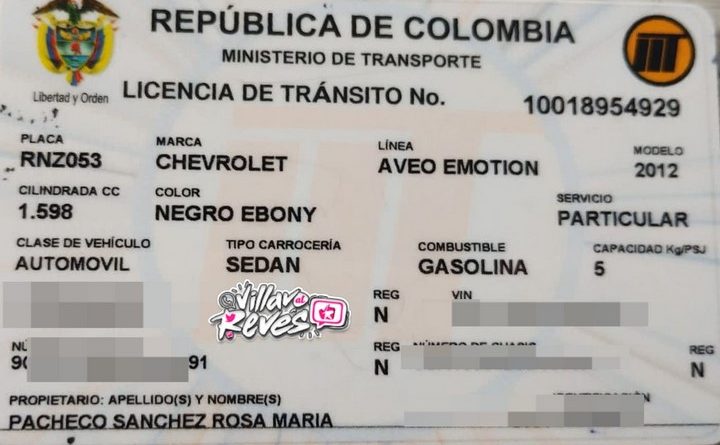 REPÚBLICA DE COLOMBIA
MINISTERIO DE TRANSPORTE
Libertad y Orden
LICENCIA DE TRÁNSITO No. 10018954929
PLACA MARCA LÍNEA MODELO
RNZ053 CHEVROLET AVEO EMOTION 2012
CILINDRADA CC COLOR SERVICIO
1.598 NEGRO EBONY PARTICULAR
CLASE DE VEHÍCULO TIPO CARROCERÍA COMBUSTIBLE CAPACIDAD Kg/PSJ
AUTOMOVIL SEDAN GASOLINA 5
Villavo al Revés
REG VIN
N
REG NÚMERO DE CHASIS REG
91 N N
PROPIETARIO: APELLIDO(S) Y NOMBRE(S) IDENTIFICACIÓN
PACHECO SANCHEZ ROSA MARIA